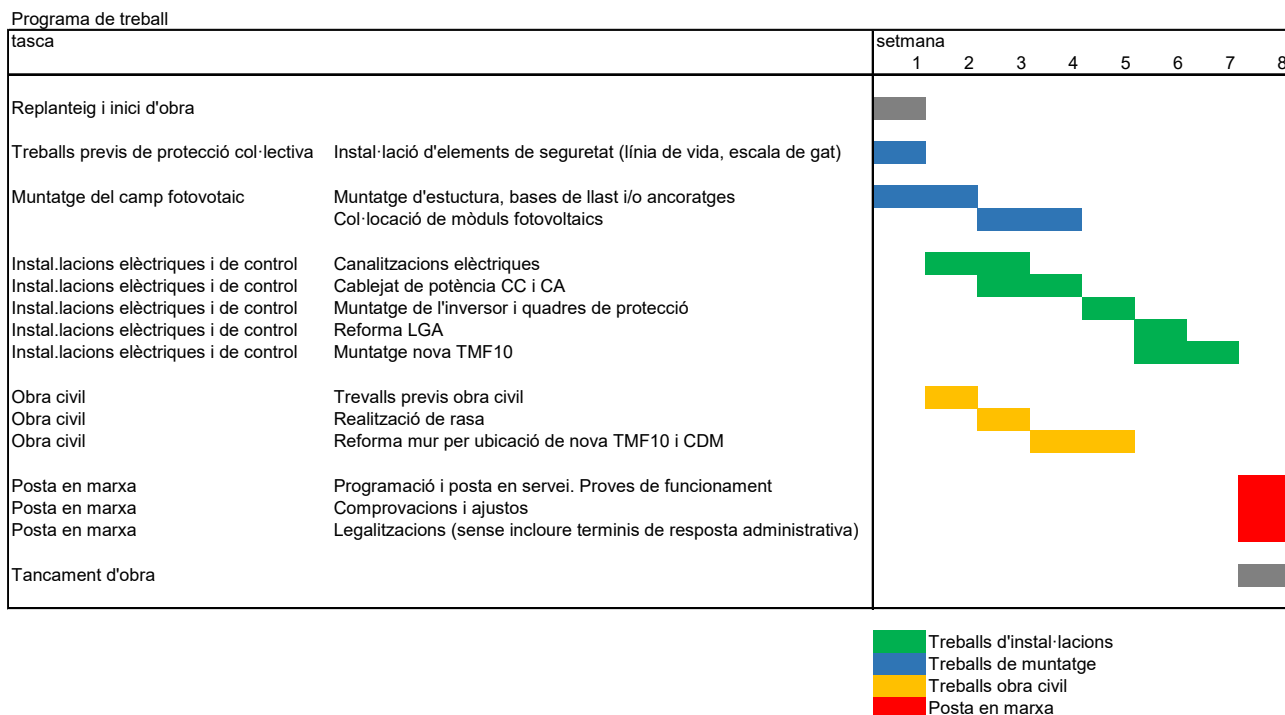 Programa de treball
tasca setmana
1 2 3 4 5 6 7 8
Replanteig i inici d'obra
Treballs previs de protecció col·lectiva Instal·lació d'elements de seguretat (línia de vida, escala de gat)
Muntatge del camp fotovotaic Muntatge d'estuctura, bases de llast i/o ancoratges
Col·locació de mòduls fotovoltaics
Instal.lacions elèctriques i de control Canalitzacions elèctriques
Instal.lacions elèctriques i de control Cablejat de potència CC i CA
Instal.lacions elèctriques i de control Muntatge de l'inversor i quadres de protecció
Instal.lacions elèctriques i de control Reforma LGA
Instal.lacions elèctriques i de control Muntatge nova TMF10
Obra civil Trevalls previs obra civil
Obra civil Realització de rasa
Obra civil Reforma mur per ubicació de nova TMF10 i CDM
Posta en marxa Programació i posta en servei. Proves de funcionament
Posta en marxa Comprovacions i ajustos
Posta en marxa Legalitzacions (sense incloure terminis de resposta administrativa)
Tancament d'obra
Treballs d'instal·lacions
Treballs de muntatge
Treballs obra civil
Posta en marxa